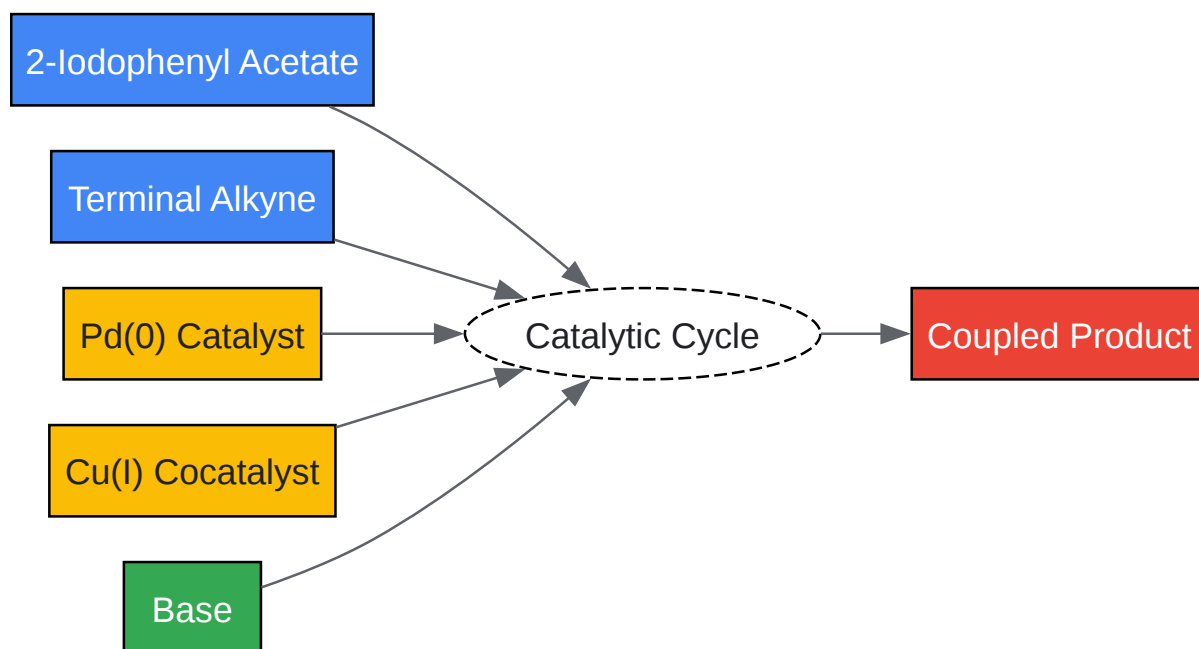 2-Iodophenyl Acetate
Terminal Alkyne
Pd(0) Catalyst
Cu(I) Cocatalyst
Base
Catalytic Cycle
Coupled Product